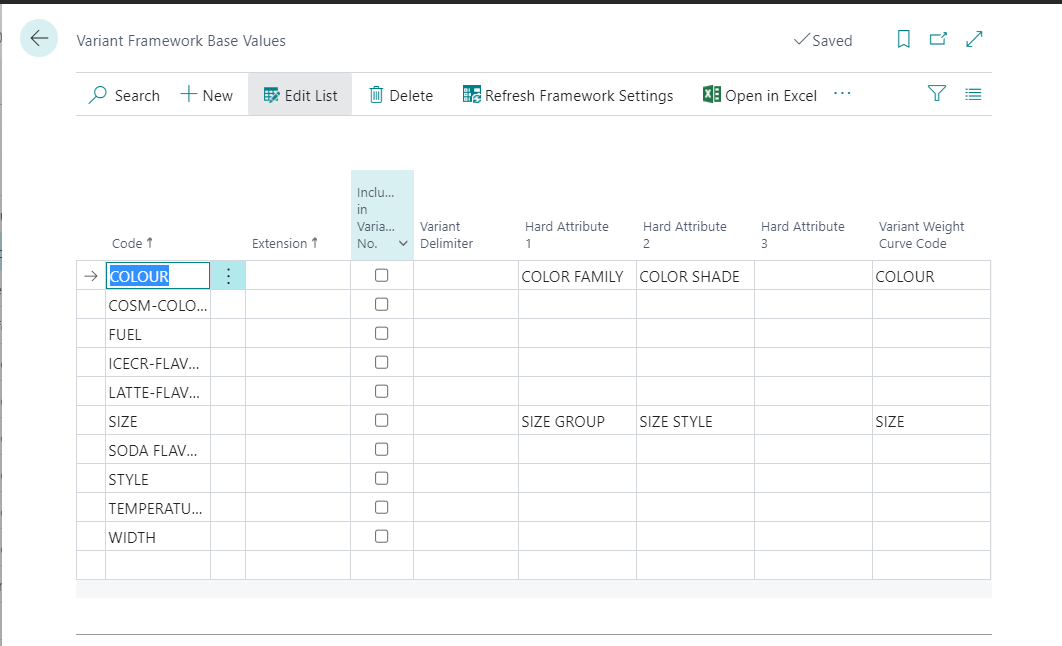 Variant Framework Base Values
Saved
Search
New
Edit List
Delete
Refresh Framework Settings
Open in Excel
...
Code ↑
Extension ↑
Inclu...
in
Varia...
No.
Variant
Delimiter
Hard Attribute
1
Hard Attribute
2
Hard Attribute
3
Variant Weight
Curve Code
COLOUR COLOR FAMILY COLOR SHADE COLOUR
COSM-COLO...
FUEL
ICECR-FLAV...
LATTE-FLAV...
SIZE SIZE GROUP SIZE STYLE SIZE
SODA FLAV...
STYLE
TEMPERATU...
WIDTH